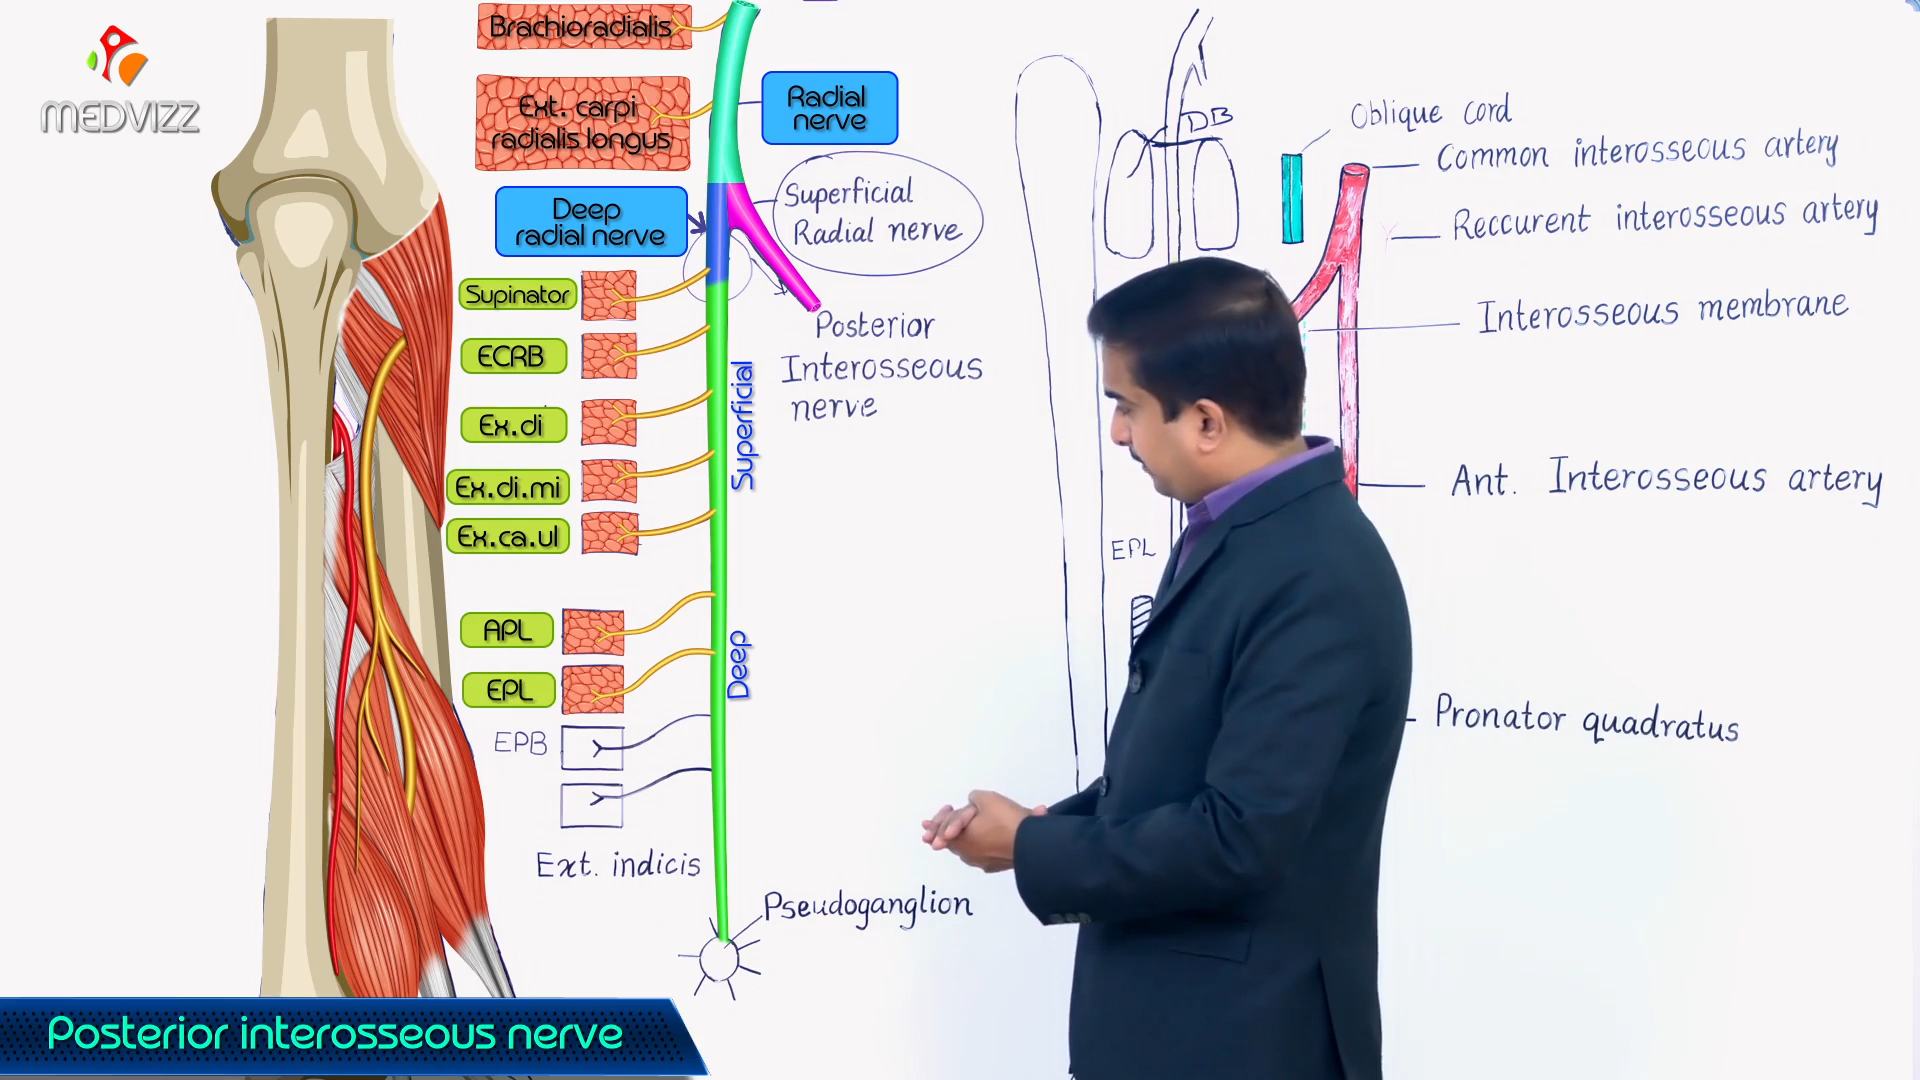 MEDVIZZ
Brachioradialis
Ext. carpi
radialis longus
Radial
nerve
Deep
radial nerve
Superficial
Radial nerve
Supinator
ECRB
Ex.di
Ex.di.mi
Ex.ca.ul
Superficial
Posterior
Interosseous
nerve
APL
EPL
Deep
EPB
Ext. indicis
Pseudoganglion
DB
Oblique cord
Common interosseous artery
Reccurent interosseous artery
Interosseous membrane
Ant. Interosseous artery
EPL
Pronator quadratus
Posterior interosseous nerve